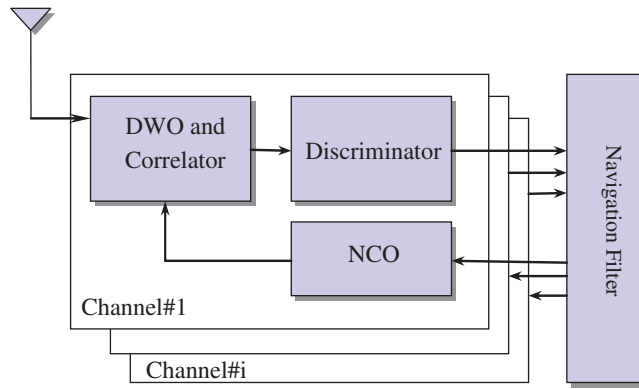 DWO and
Correlator
Discriminator
NCO
Navigation Filter
Channel#1
Channel#i